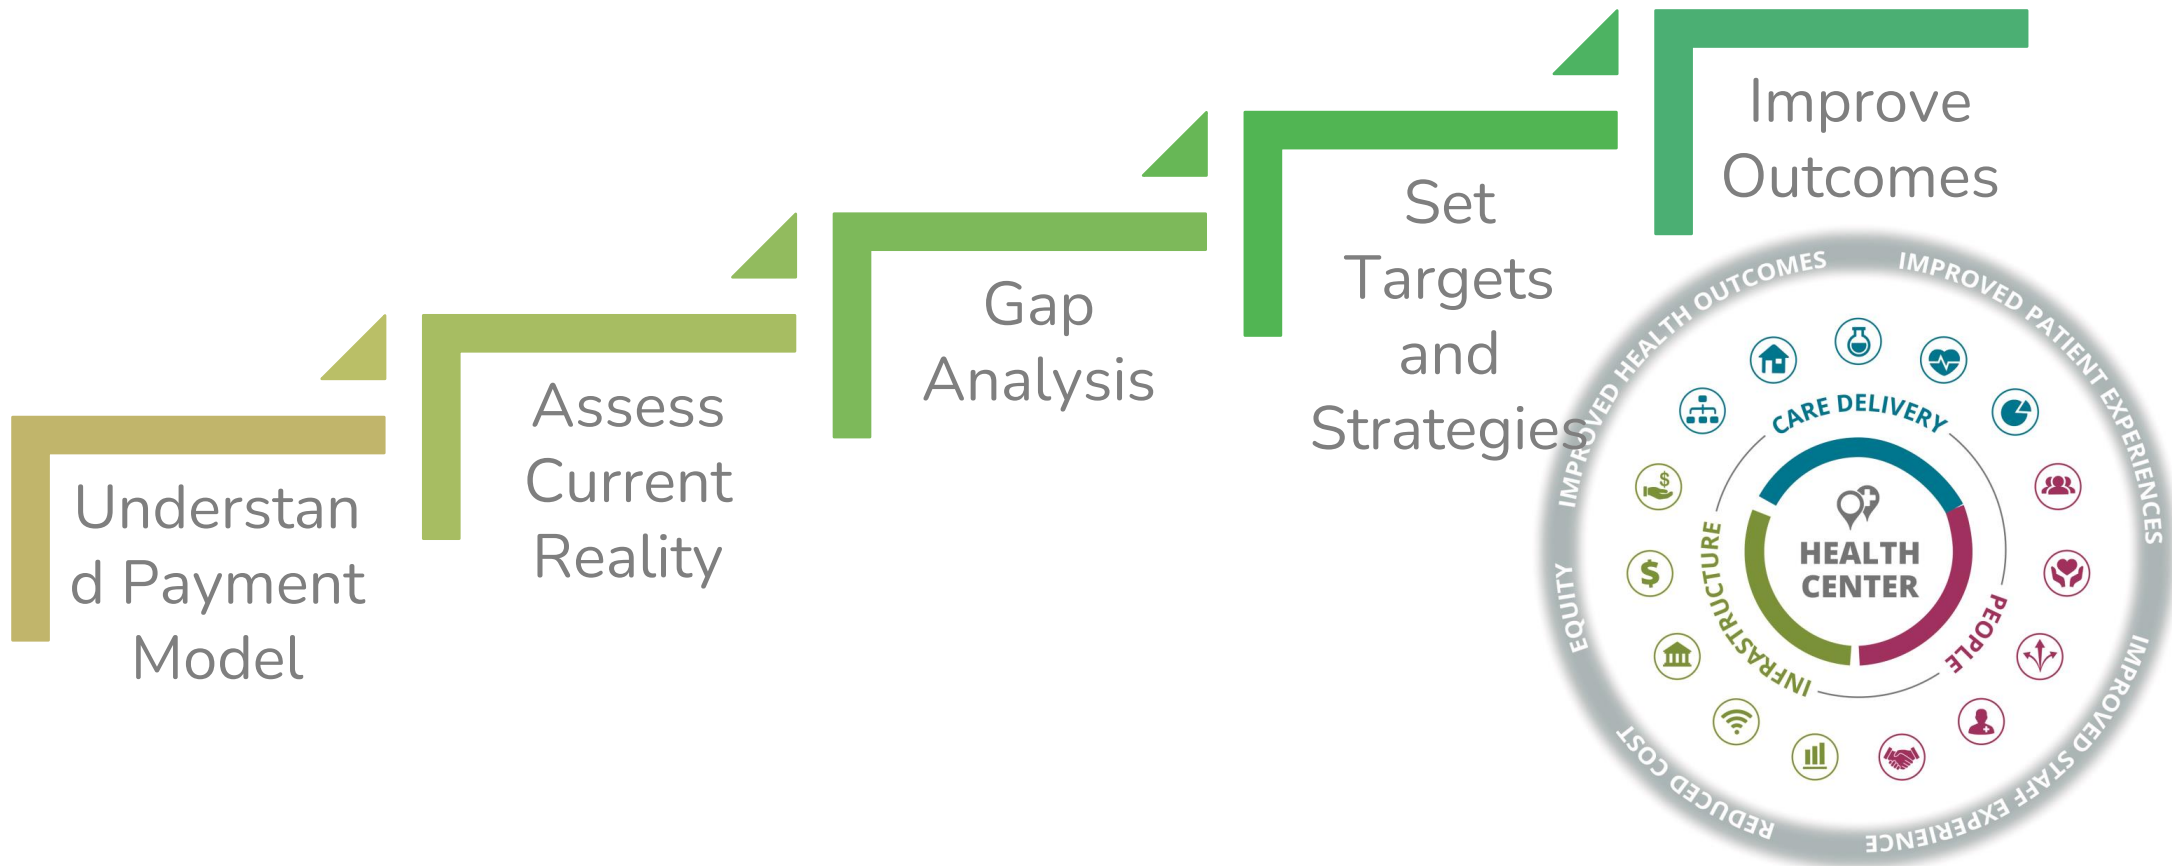 Understan
d Payment
Model
Assess
Current
Reality
Gap
Analysis
Set
Targets
and
Strategies
Improve
Outcomes
IMPROVED HEALTH OUTCOMES
IMPROVED PATIENT EXPERIENCES
IMPROVED STAFF EXPERIENCE
REDUCED COST
EQUITY
CARE DELIVERY
PEOPLE
INFRASTRUCTURE
HEALTH
CENTER
$
$